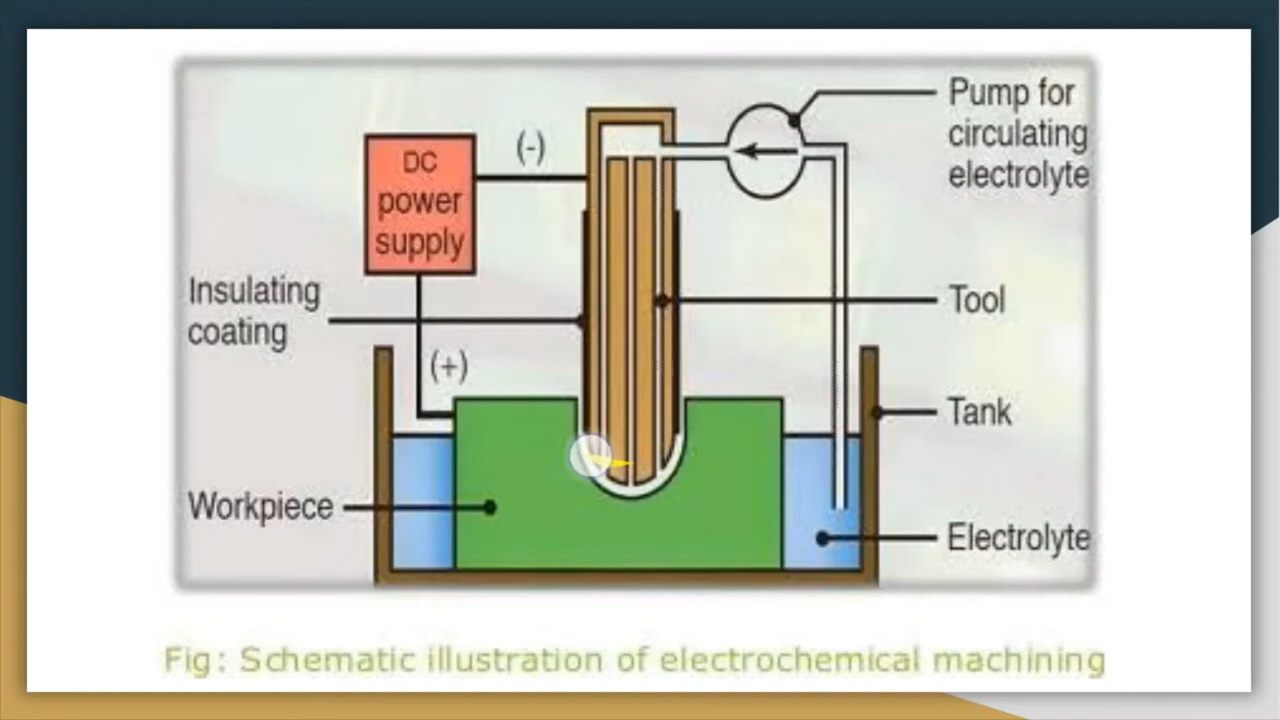 Pump for
circulating
electrolyte
(-)
DC
power
supply
Insulating
coating
Tool
(+)
Tank
Workpiece
Electrolyte
Fig: Schematic illustration of electrochemical machining